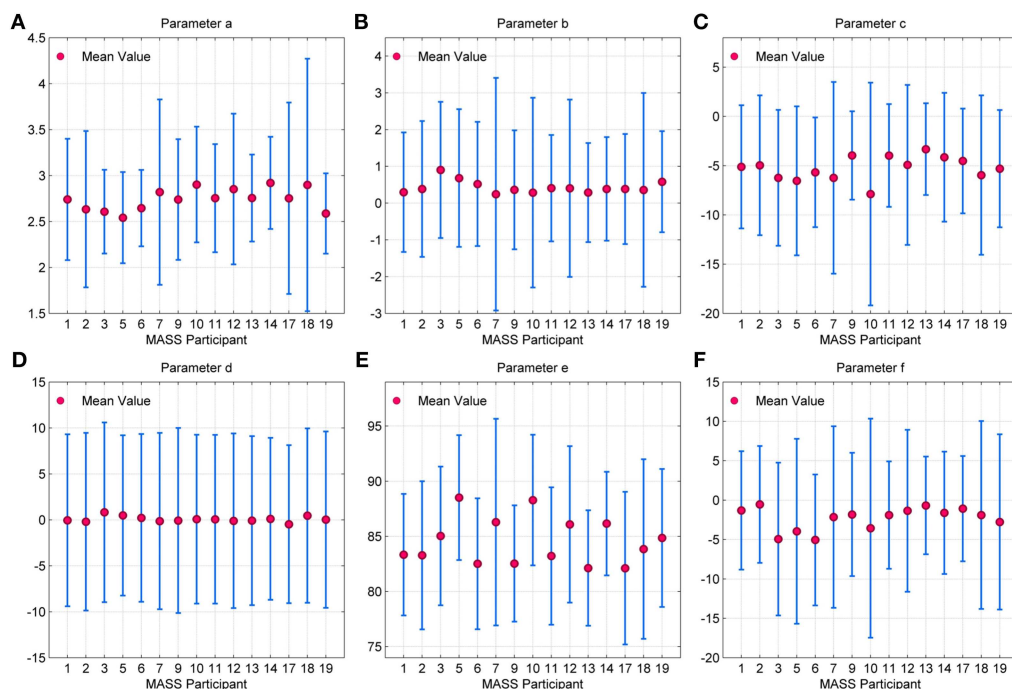 A
Parameter a
4.5
4
3.5
3
2.5
2
1.5
Mean Value
1 2 3 5 6 7 9 10 11 12 13 14 17 18 19
MASS Participant
B
Parameter b
4
3
2
1
0
-1
-2
-3
Mean Value
1 2 3 5 6 7 9 10 11 12 13 14 17 18 19
MASS Participant
C
Parameter c
5
0
-5
-10
-15
-20
Mean Value
1 2 3 5 6 7 9 10 11 12 13 14 17 18 19
MASS Participant
D
Parameter d
15
10
5
0
-5
-10
-15
Mean Value
1 2 3 5 6 7 9 10 11 12 13 14 17 18 19
MASS Participant
E
Parameter e
95
90
85
80
75
Mean Value
1 2 3 5 6 7 9 10 11 12 13 14 17 18 19
MASS Participant
F
Parameter f
15
10
5
0
-5
-10
-15
-20
Mean Value
1 2 3 5 6 7 9 10 11 12 13 14 17 18 19
MASS Participant